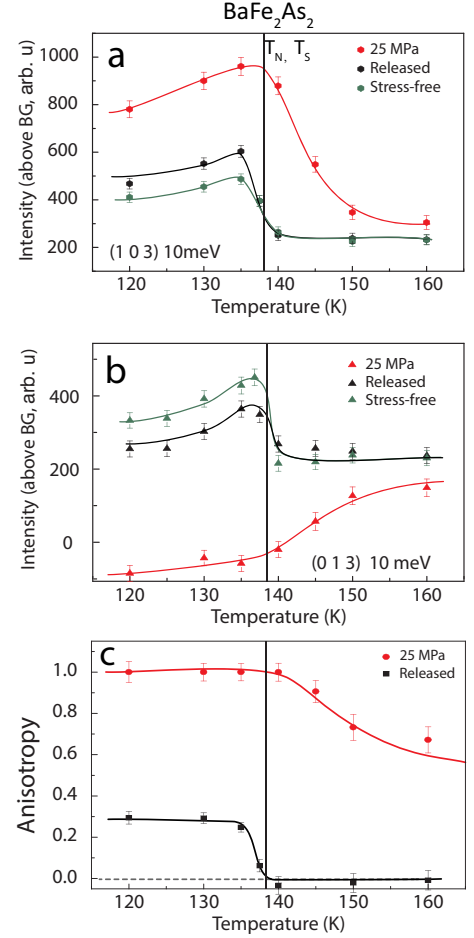 BaFe₂As₂
a
T_N, T_S
25 MPa
Released
Stress-free
Intensity (above BG, arb. u)
1000
800
600
400
200
(1 0 3) 10meV
120 130 140 150 160
Temperature (K)
b
25 MPa
Released
Stress-free
Intensity (above BG, arb. u)
400
200
0
(0 1 3) 10 meV
120 130 140 150 160
Temperature (K)
c
25 MPa
Released
Anisotropy
1.0
0.8
0.6
0.4
0.2
0.0
120 130 140 150 160
Temperature (K)